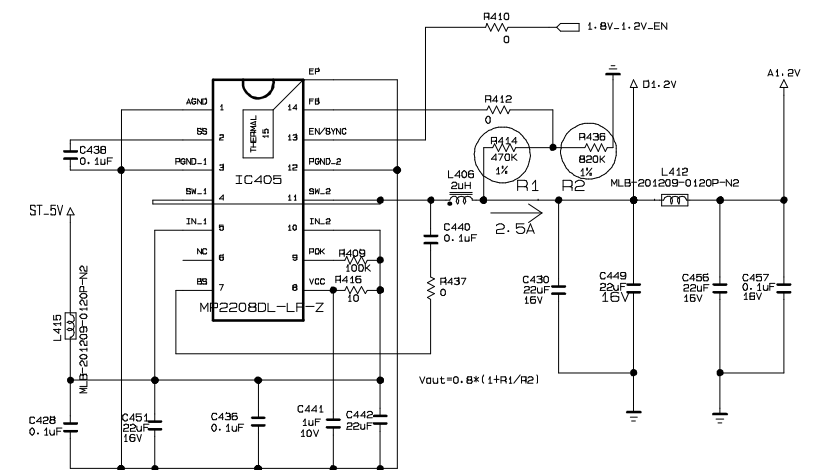 R410
0
1.8V_1.2V_EN
A1.2V
D1.2V
EP
AGND
1
14
FB
R412
0
SS
2
13
EN/SYNC
THERMAL
15
R414
470K
1%
R1
R436
820K
1%
R2
C438
0.1uF
PGND_1
3
12
PGND_2
IC405
L406
2uH
L412
MLB-201209-0120P-N2
SW_1
4
11
SW_2
ST_5V
IN_1
5
10
IN_2
C440
0.1uF
2.5A
NC
6
9
POK
R409
100K
BS
7
8
VCC
R416
10
R437
0
MP2208DL-LF-Z
C430
22uF
16V
C449
22uF
16V
C456
22uF
16V
C457
0.1uF
16V
L415
MLB-201209-0120P-N2
Vout=0.8*(1+R1/R2)
C428
0.1uF
C451
22uF
16V
C436
0.1uF
C441
1uF
10V
C442
22uF